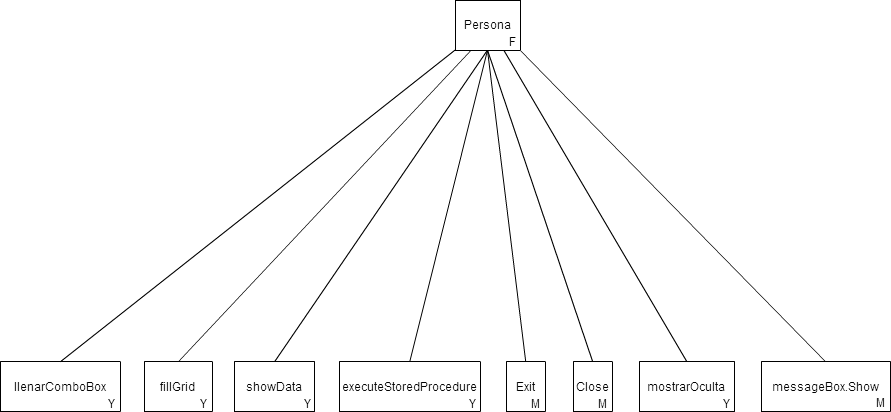 Persona
F
llenarComboBox
Y
fillGrid
Y
showData
Y
executeStoredProcedure
Y
Exit
M
Close
M
mostrarOculta
Y
messageBox.Show
M